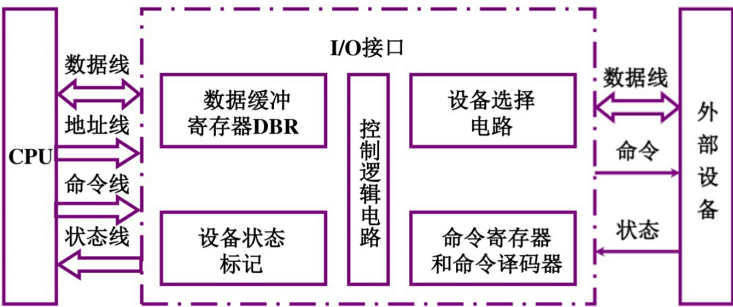 I/O接口
CPU
数据线
地址线
命令线
状态线
数据缓冲
寄存器DBR
设备状态
标记
控制逻辑电路
设备选择
电路
命令寄存器
和命令译码器
数据线
命令
状态
外部设备